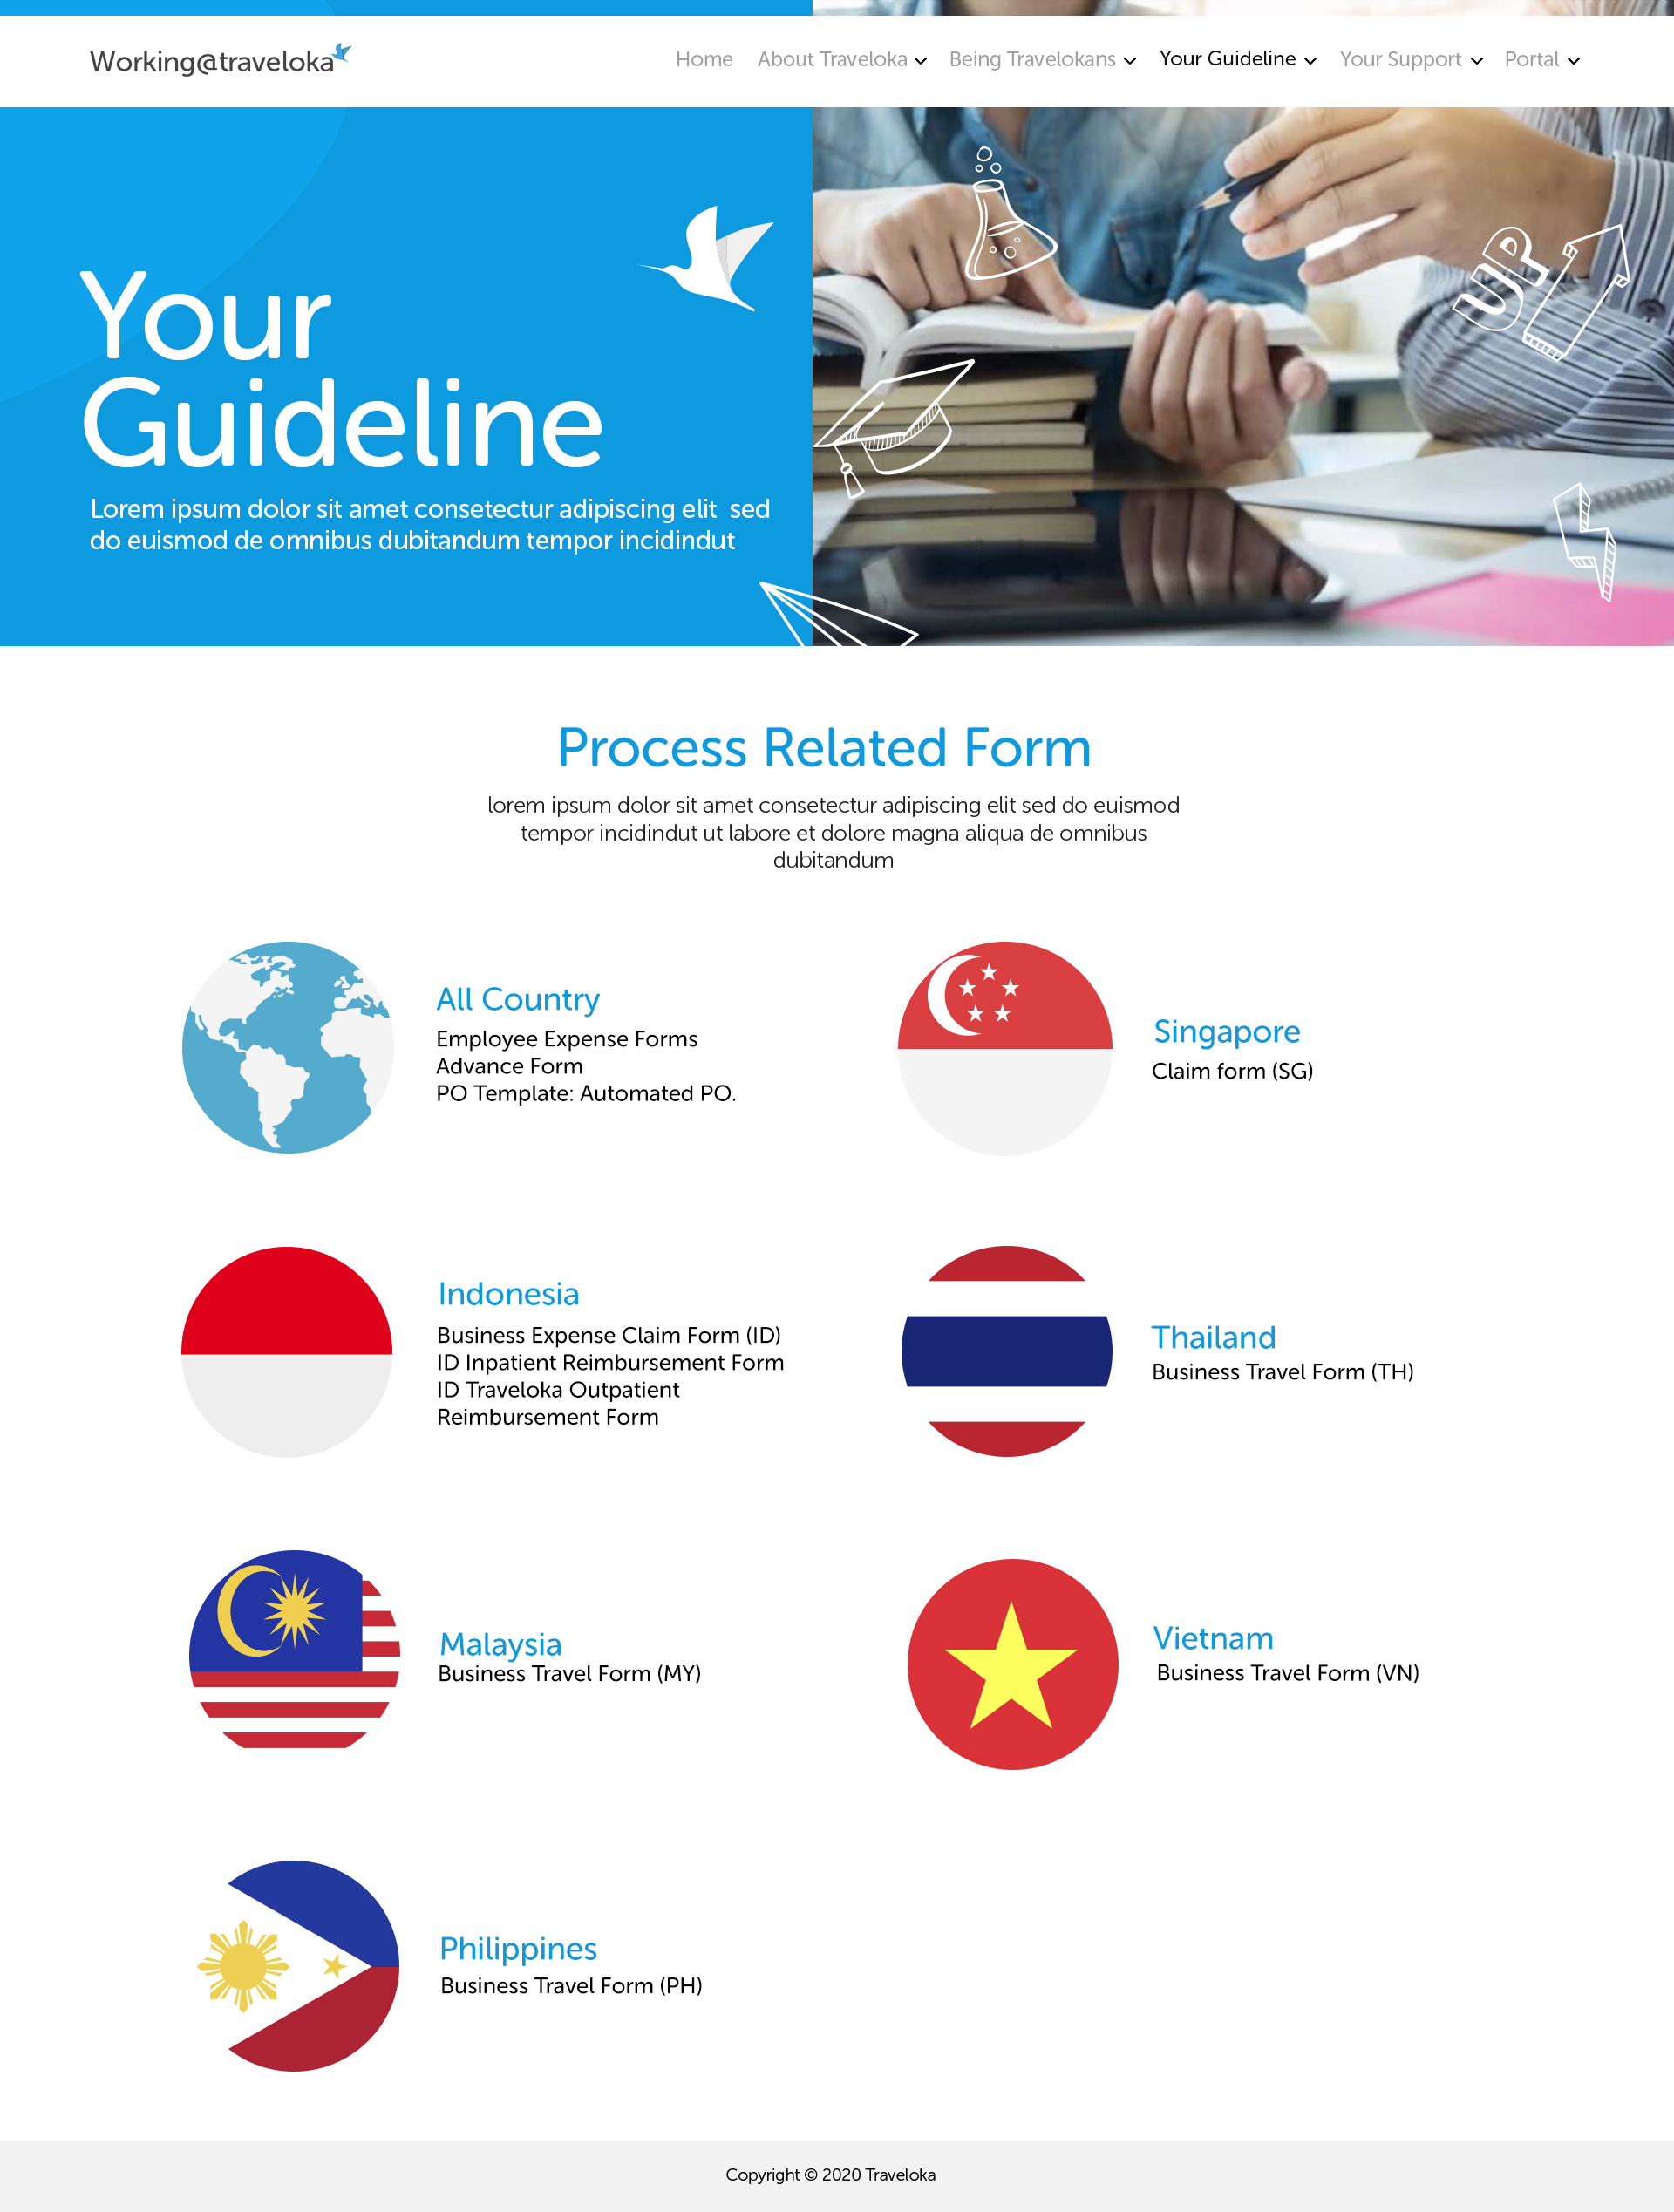 Working@traveloka
Home About Traveloka Being Travelokans Your Guideline Your Support Portal
Your
Guideline
Lorem ipsum dolor sit amet consectetur adipiscing elit sed
do euismod de omnibus dubitandum tempor incidindut
UP
Process Related Form
lorem ipsum dolor sit amet consectetur adipiscing elit sed do euismod
tempor incidindut ut labore et dolore magna aliqua de omnibus
dubitandum
All Country
Employee Expense Forms
Advance Form
PO Template: Automated PO.
Singapore
Claim form (SG)
Indonesia
Business Expense Claim Form (ID)
ID Inpatient Reimbursement Form
ID Traveloka Outpatient
Reimbursement Form
Thailand
Business Travel Form (TH)
Malaysia
Business Travel Form (MY)
Vietnam
Business Travel Form (VN)
Philippines
Business Travel Form (PH)
Copyright © 2020 Traveloka